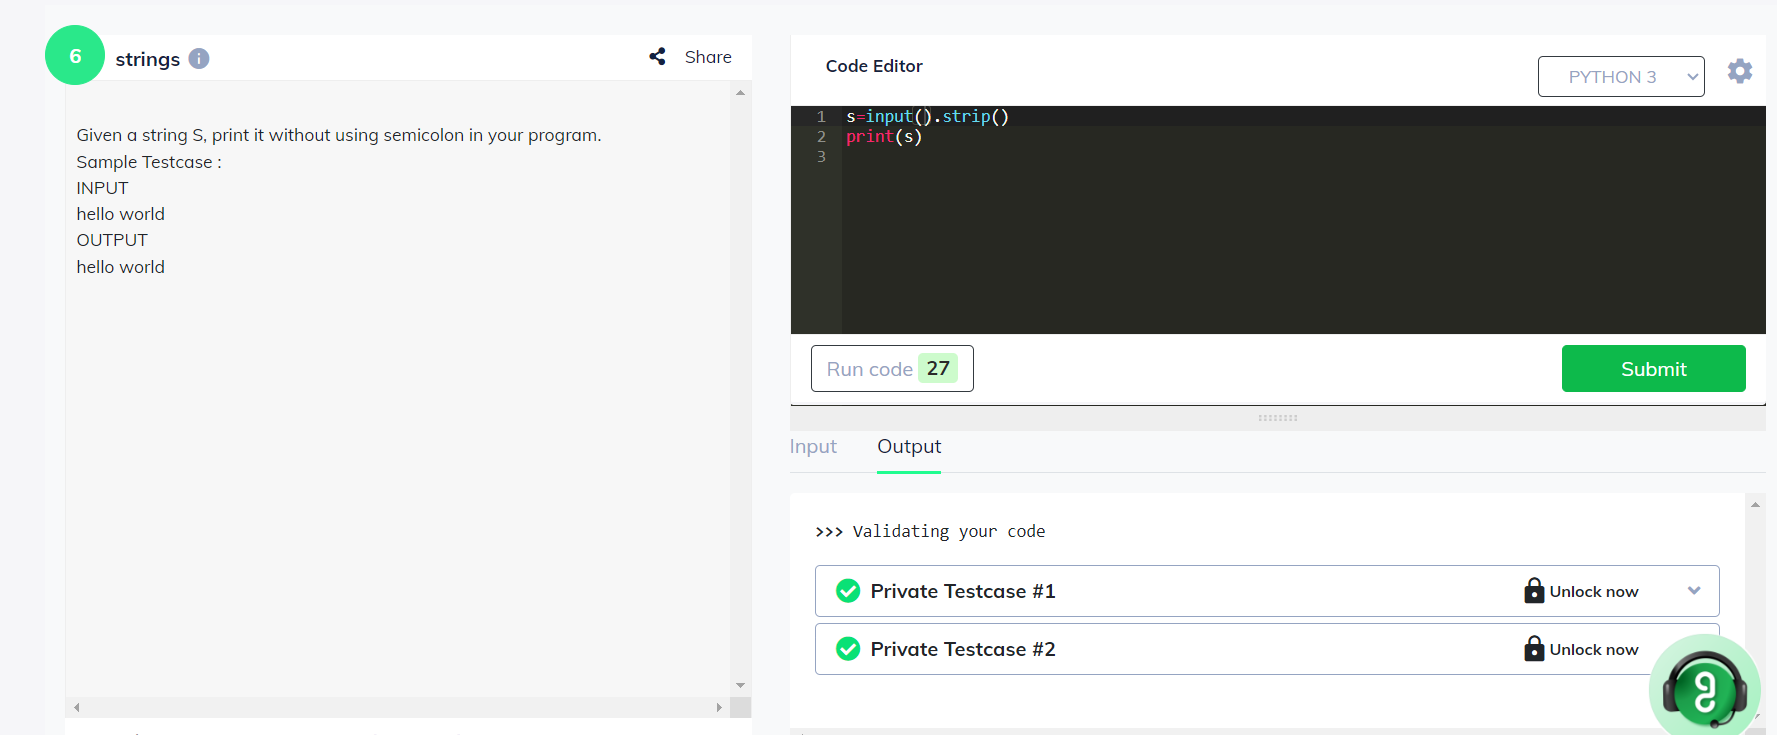 6
strings
Share
Given a string S, print it without using semicolon in your program.
Sample Testcase :
INPUT
hello world
OUTPUT
hello world
Code Editor
PYTHON 3
1 s=input().strip()
2 print(s)
3
Run code 27
Submit
Input Output
>>> Validating your code
Private Testcase #1 Unlock now
Private Testcase #2 Unlock now